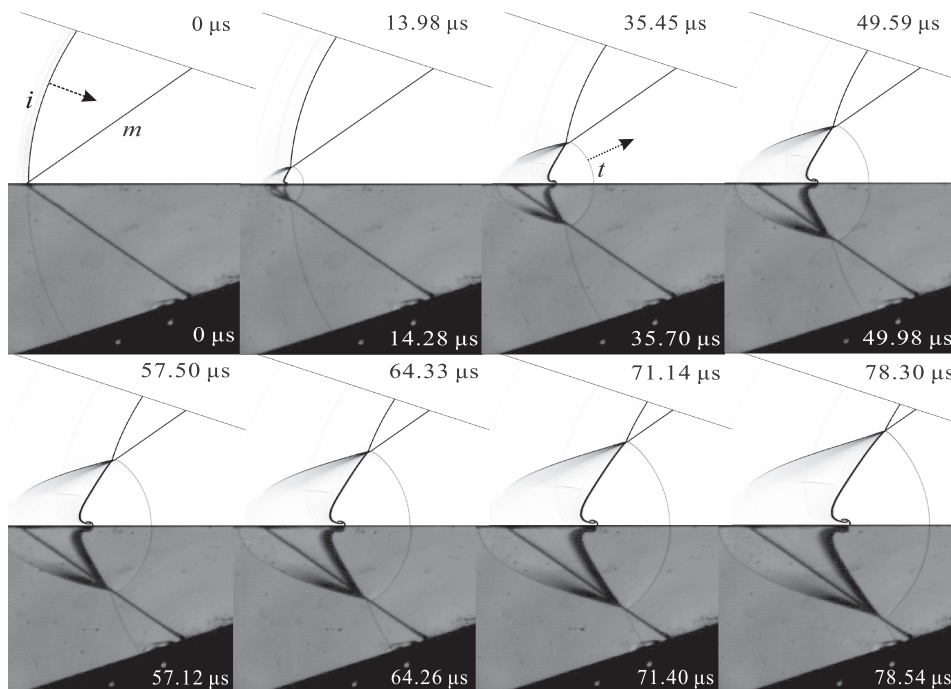 0 μs
13.98 μs
35.45 μs
49.59 μs
i
m
t
0 μs
14.28 μs
35.70 μs
49.98 μs
57.50 μs
64.33 μs
71.14 μs
78.30 μs
57.12 μs
64.26 μs
71.40 μs
78.54 μs